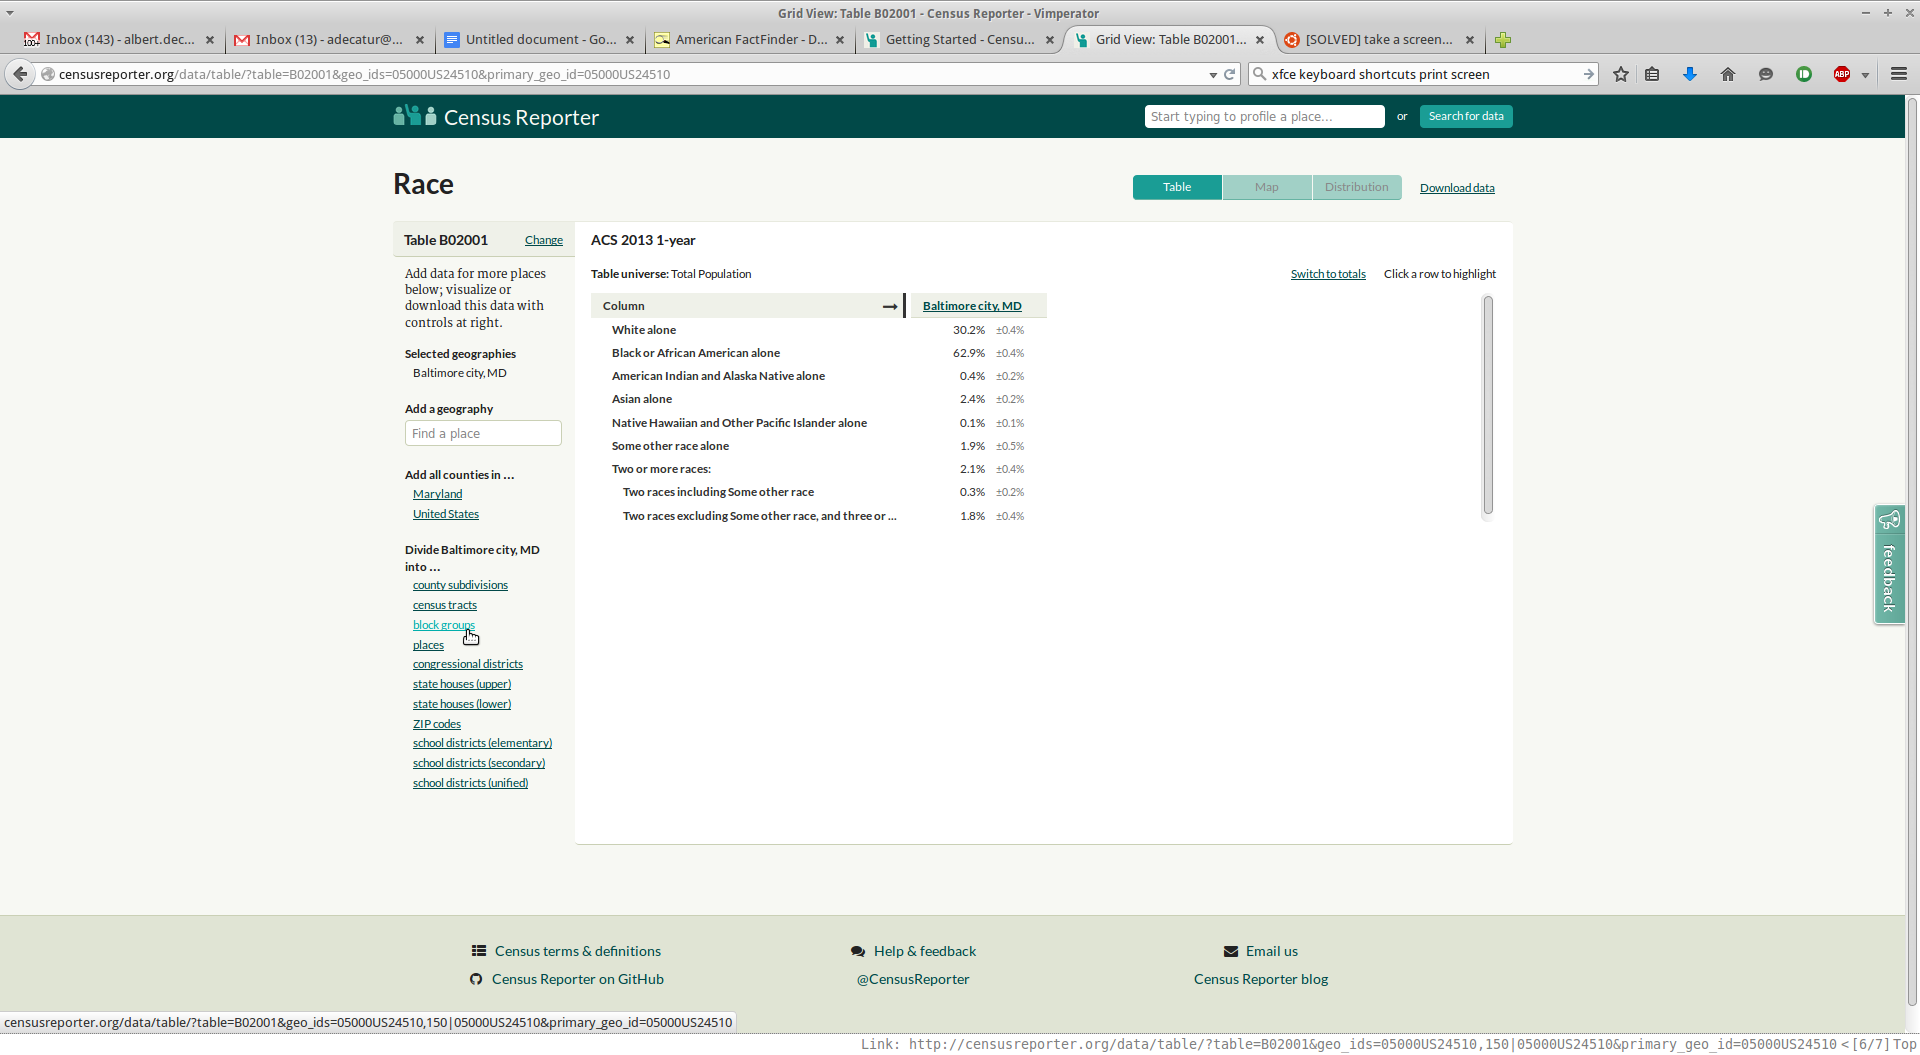 Grid View: Table B02001 - Census Reporter - Vimperator
Inbox (143) - albert.dec...
Inbox (13) - adecatur@...
Untitled document - Go...
American FactFinder - D...
Getting Started - Censu...
Grid View: Table B02001...
[SOLVED] take a screen...
censusreporter.org/data/table/?table=B02001&geo_ids=05000US24510&primary_geo_id=05000US24510
xfce keyboard shortcuts print screen
ABP
Census Reporter
Start typing to profile a place...
or
Search for data
Race
Table
Map
Distribution
Download data
Table B02001
Change
Add data for more places
below; visualize or
download this data with
controls at right.
Selected geographies
Baltimore city, MD
Add a geography
Find a place
Add all counties in ...
Maryland
United States
Divide Baltimore city, MD
into ...
county subdivisions
census tracts
block groups
places
congressional districts
state houses (upper)
state houses (lower)
ZIP codes
school districts (elementary)
school districts (secondary)
school districts (unified)
ACS 2013 1-year
Table universe: Total Population
Switch to totals
Click a row to highlight
Column → Baltimore city, MD
White alone 30.2% ±0.4%
Black or African American alone 62.9% ±0.4%
American Indian and Alaska Native alone 0.4% ±0.2%
Asian alone 2.4% ±0.2%
Native Hawaiian and Other Pacific Islander alone 0.1% ±0.1%
Some other race alone 1.9% ±0.5%
Two or more races: 2.1% ±0.4%
Two races including Some other race 0.3% ±0.2%
Two races excluding Some other race, and three or ... 1.8% ±0.4%
feedback
Census terms & definitions
Help & feedback
Email us
Census Reporter on GitHub
@CensusReporter
Census Reporter blog
censusreporter.org/data/table/?table=B02001&geo_ids=05000US24510,150|05000US24510&primary_geo_id=05000US24510
Link: http://censusreporter.org/data/table/?table=B02001&geo_ids=05000US24510,150|05000US24510&primary_geo_id=05000US24510 <[6/7] Top